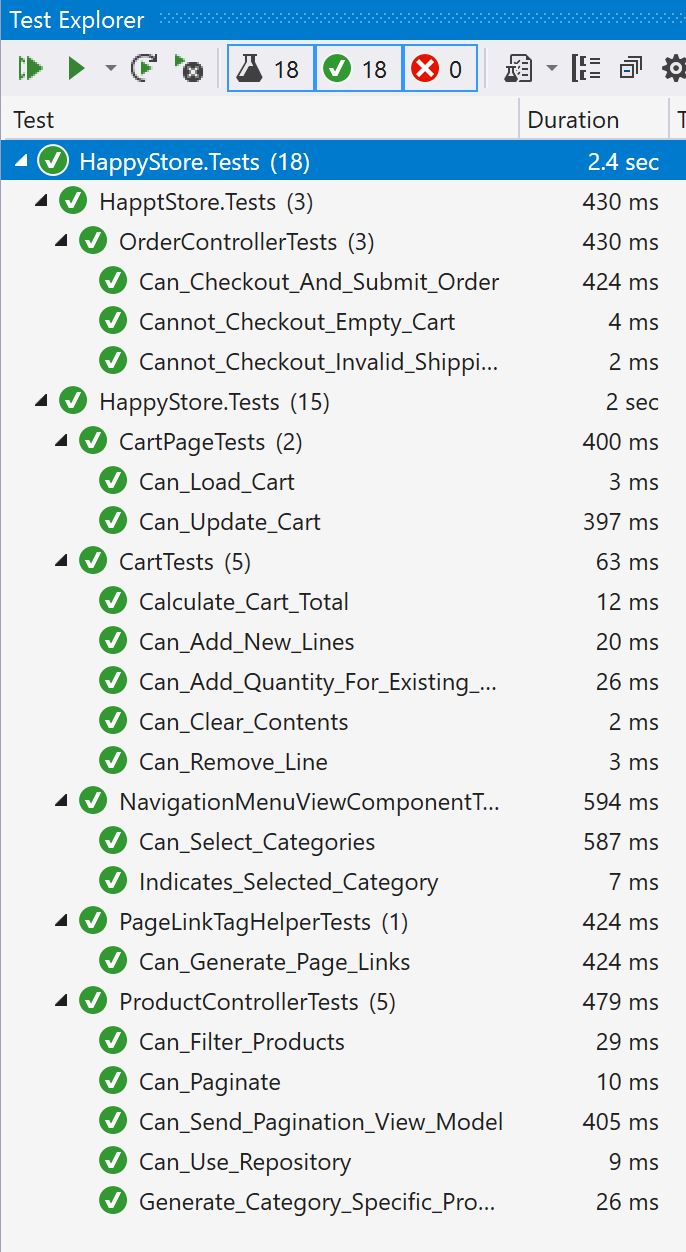 Test Explorer
18 18 0
Test Duration T
HappyStore.Tests (18) 2.4 sec
HapptStore.Tests (3) 430 ms
OrderControllerTests (3) 430 ms
Can_Checkout_And_Submit_Order 424 ms
Cannot_Checkout_Empty_Cart 4 ms
Cannot_Checkout_Invalid_Shippi... 2 ms
HappyStore.Tests (15) 2 sec
CartPageTests (2) 400 ms
Can_Load_Cart 3 ms
Can_Update_Cart 397 ms
CartTests (5) 63 ms
Calculate_Cart_Total 12 ms
Can_Add_New_Lines 20 ms
Can_Add_Quantity_For_Existing_... 26 ms
Can_Clear_Contents 2 ms
Can_Remove_Line 3 ms
NavigationMenuViewComponentT... 594 ms
Can_Select_Categories 587 ms
Indicates_Selected_Category 7 ms
PageLinkTagHelperTests (1) 424 ms
Can_Generate_Page_Links 424 ms
ProductControllerTests (5) 479 ms
Can_Filter_Products 29 ms
Can_Paginate 10 ms
Can_Send_Pagination_View_Model 405 ms
Can_Use_Repository 9 ms
Generate_Category_Specific_Pro... 26 ms